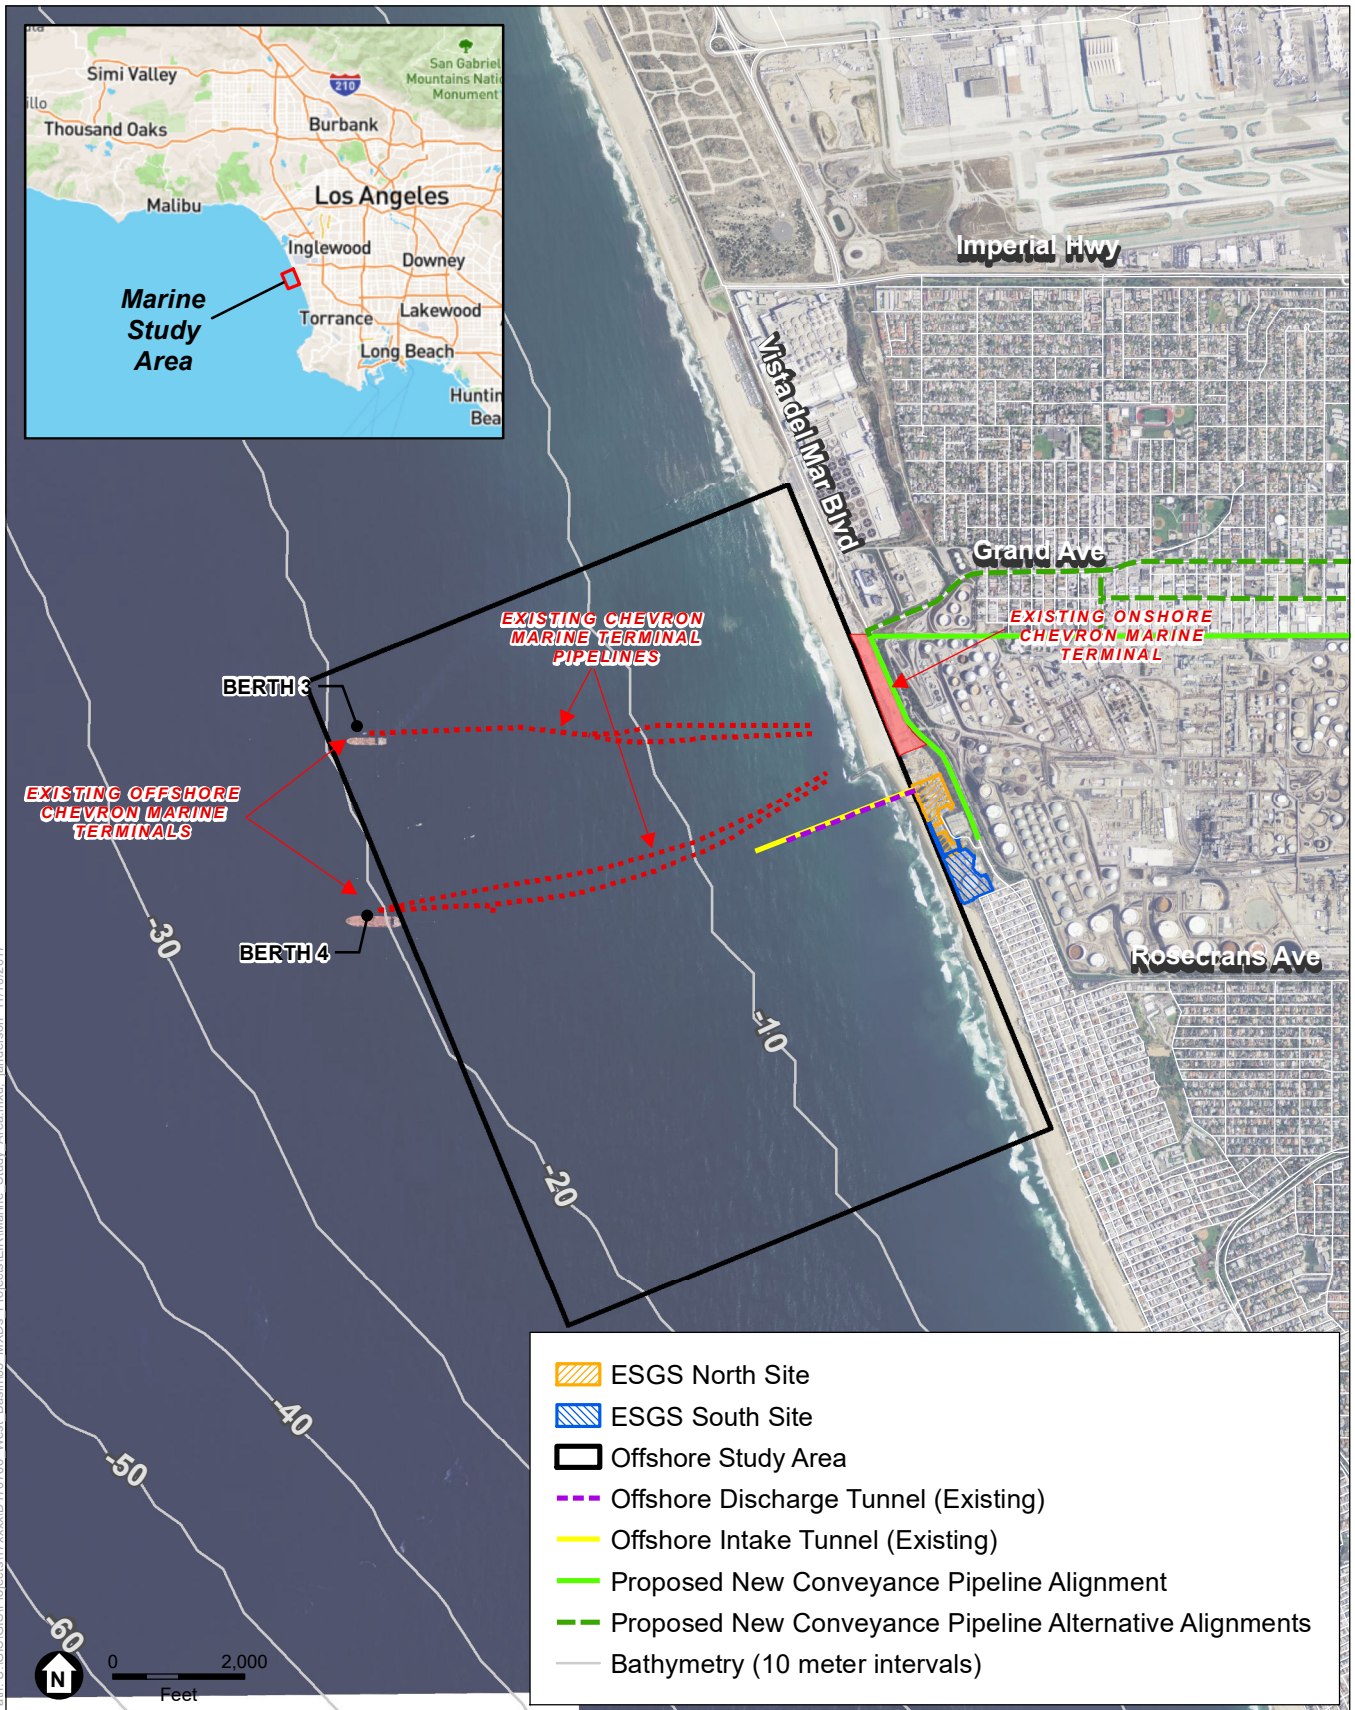 San Gabriel
Mountains Natio
Monument
Simi Valley
210
illo
Thousand Oaks
Burbank
Los Angeles
Malibu
Inglewood
Downey
Marine
Study
Area
Torrance
Lakewood
Long Beach
Huntin
Bea
Imperial Hwy
Vista del Mar Blvd
Grand Ave
EXISTING CHEVRON
MARINE TERMINAL
PIPELINES
EXISTING ONSHORE
CHEVRON MARINE
TERMINAL
BERTH 3
EXISTING OFFSHORE
CHEVRON MARINE
TERMINALS
BERTH 4
Rosecrans Ave
-30
-10
-20
-40
-50
-60
N
0 2,000
Feet
ESGS North Site
ESGS South Site
Offshore Study Area
Offshore Discharge Tunnel (Existing)
Offshore Intake Tunnel (Existing)
Proposed New Conveyance Pipeline Alignment
Proposed New Conveyance Pipeline Alternative Alignments
Bathymetry (10 meter intervals)